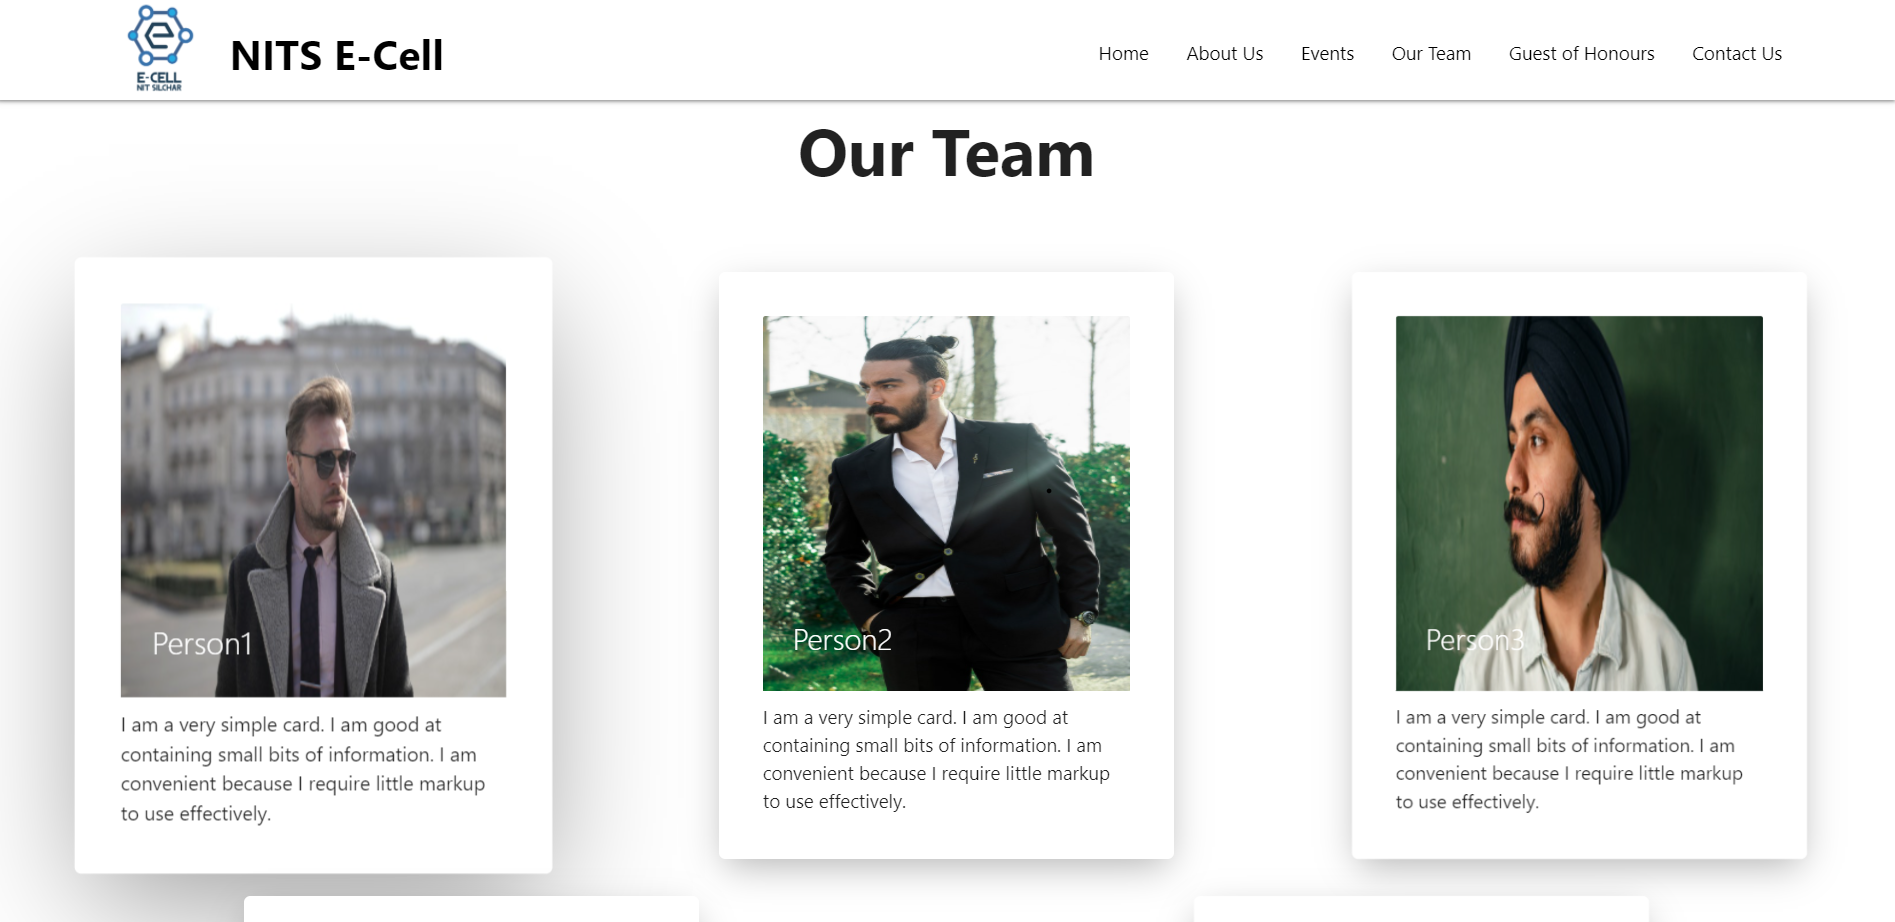 E-CELL
NIT SILCHAR
NITS E-Cell
Home
About Us
Events
Our Team
Guest of Honours
Contact Us
Our Team
Person1
I am a very simple card. I am good at
containing small bits of information. I am
convenient because I require little markup
to use effectively.
Person2
I am a very simple card. I am good at
containing small bits of information. I am
convenient because I require little markup
to use effectively.
Person3
I am a very simple card. I am good at
containing small bits of information. I am
convenient because I require little markup
to use effectively.